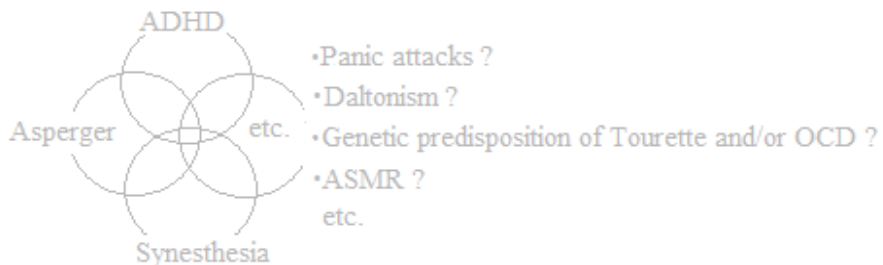 ADHD
Asperger
etc.
Synesthesia
•Panic attacks ?
•Daltonism ?
•Genetic predisposition of Tourette and/or OCD ?
•ASMR ?
etc.